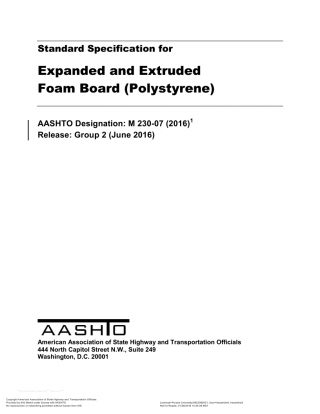 Standard Specification for
Expanded and Extruded
Foam Board (Polystyrene)
AASHTO Designation: M 230-07 (2016)¹
Release: Group 2 (June 2016)
AASHTO
American Association of State Highway and Transportation Officials
444 North Capitol Street N.W., Suite 249
Washington, D.C. 20001